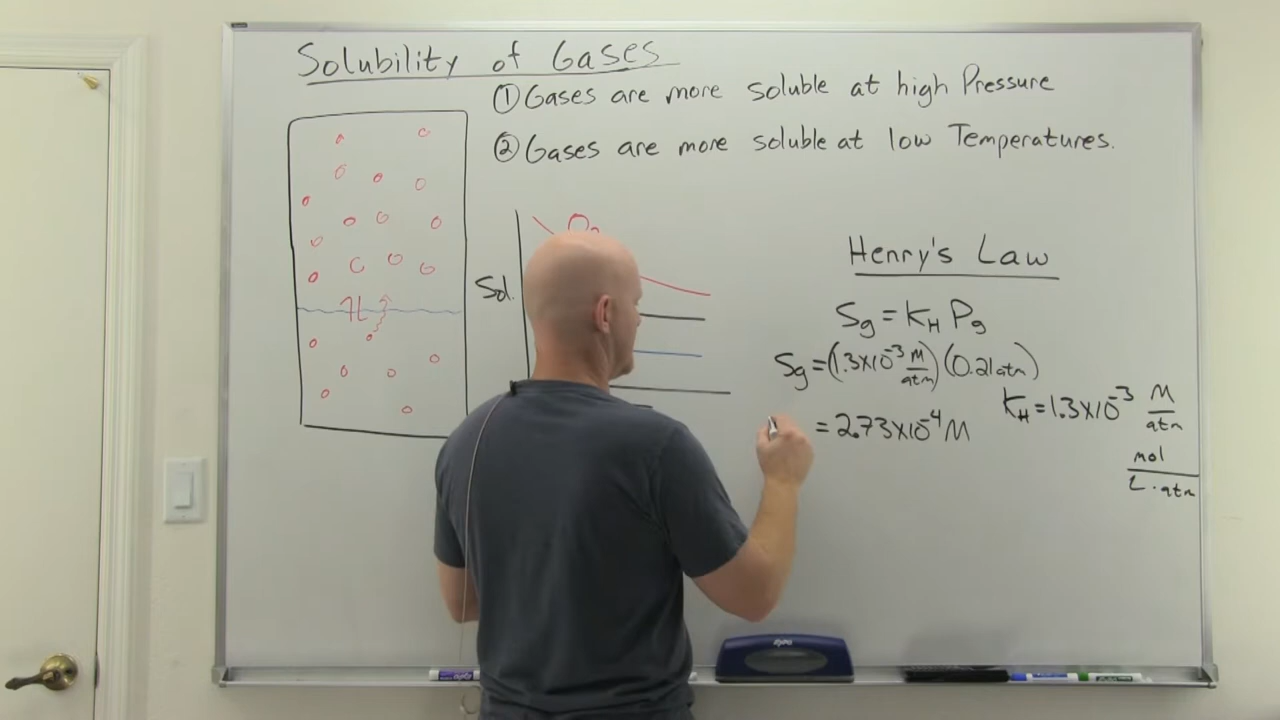 Solubility of Gases
① Gases are more soluble at high Pressure
② Gases are more soluble at low Temperatures.
Sol.
Henry's Law
Sg = KH Pg
Sg = (1.3x10⁻³ M/atm)(0.21atm)
KH = 1.3x10⁻³ M/atm
= 2.73x10⁻⁴ M
mol/L·atm
expo